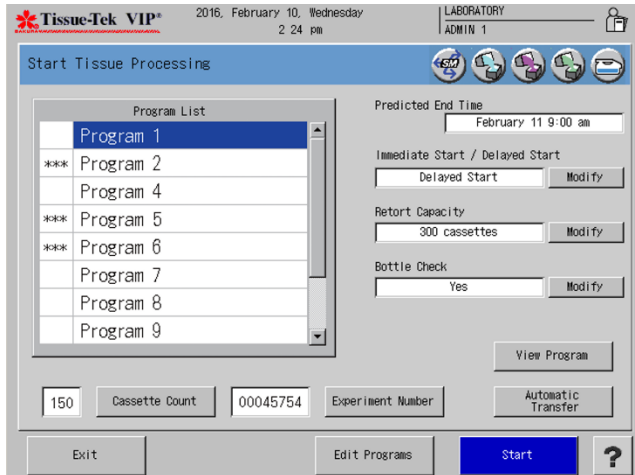 Tissue-Tek VIP®
2016, February 10, Wednesday
2 24 pm
LABORATORY
ADMIN 1
Start Tissue Processing
SM
Program List
Program 1
*** Program 2
Program 4
*** Program 5
*** Program 6
Program 7
Program 8
Program 9
Predicted End Time
February 11 9:00 am
Immediate Start / Delayed Start
Delayed Start
Modify
Retort Capacity
300 cassettes
Modify
Bottle Check
Yes
Modify
View Program
150
Cassette Count
00045754
Experiment Number
Automatic
Transfer
Exit
Edit Programs
Start
?